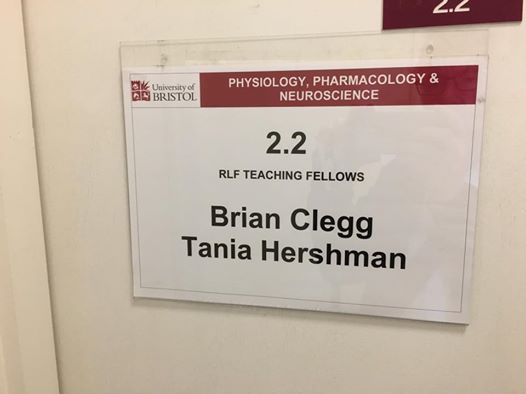 2.2
University of
BRISTOL
PHYSIOLOGY, PHARMACOLOGY &
NEUROSCIENCE
2.2
RLF TEACHING FELLOWS
Brian Clegg
Tania Hershman